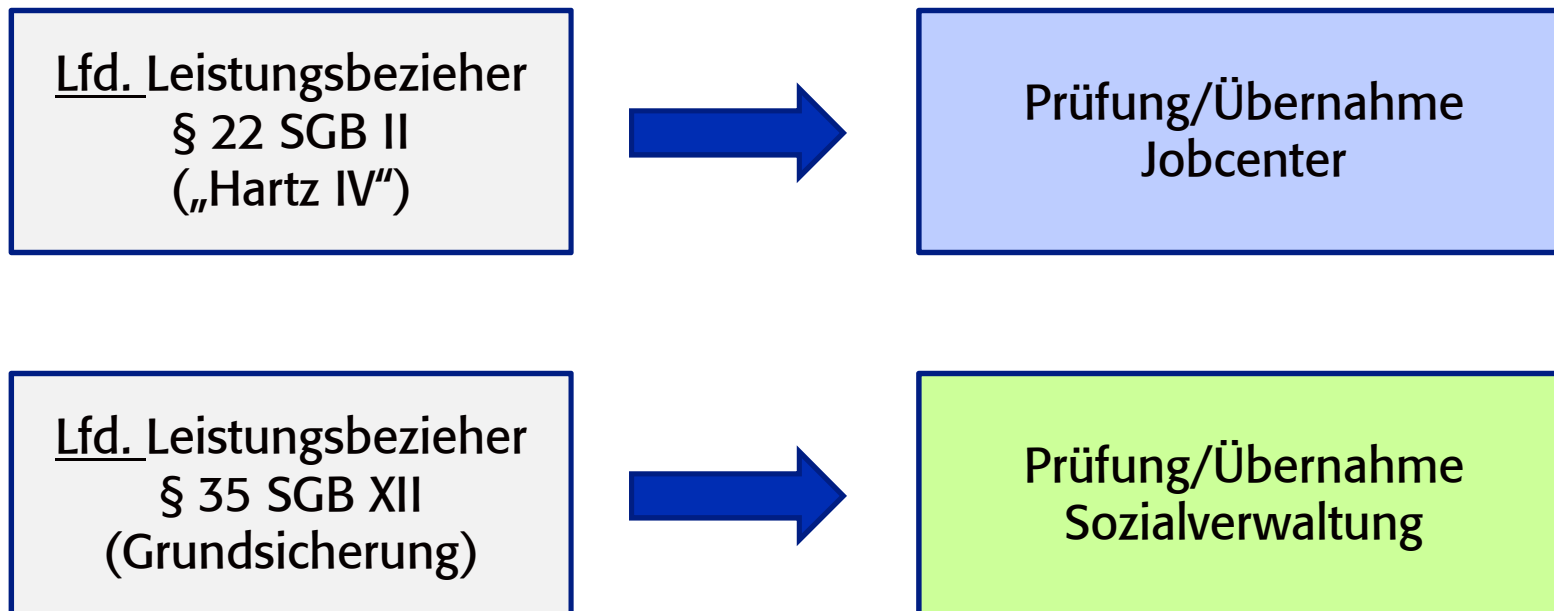 Lfd. Leistungsbezieher
§ 22 SGB II
(„Hartz IV“)
Prüfung/Übernahme
Jobcenter
Lfd. Leistungsbezieher
§ 35 SGB XII
(Grundsicherung)
Prüfung/Übernahme
Sozialverwaltung